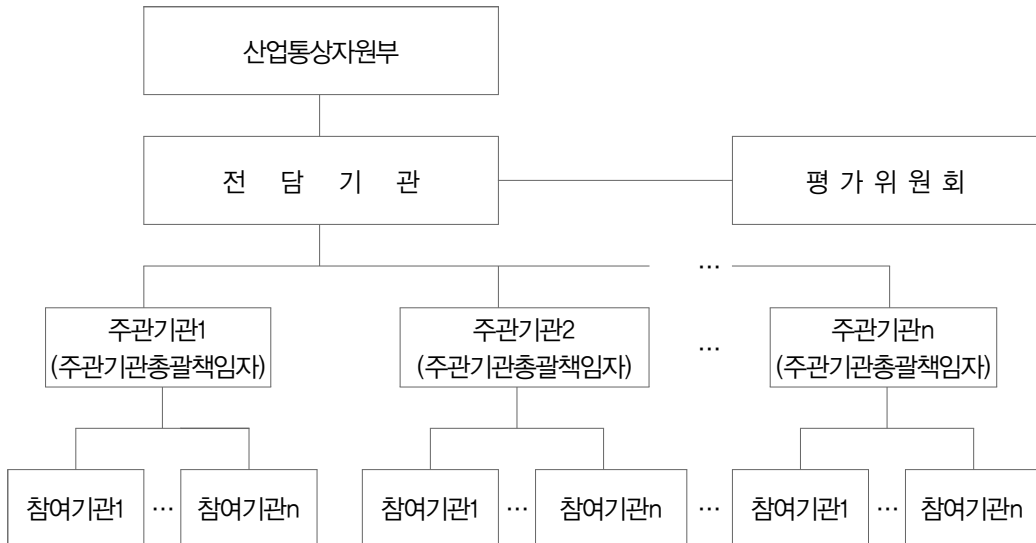 산업통상자원부
전 담 기 관
평 가 위 원 회
…
주관기관1
(주관기관총괄책임자)
주관기관2
(주관기관총괄책임자)
…
주관기관n
(주관기관총괄책임자)
참여기관1 … 참여기관n
참여기관1 … 참여기관n … 참여기관1 … 참여기관n